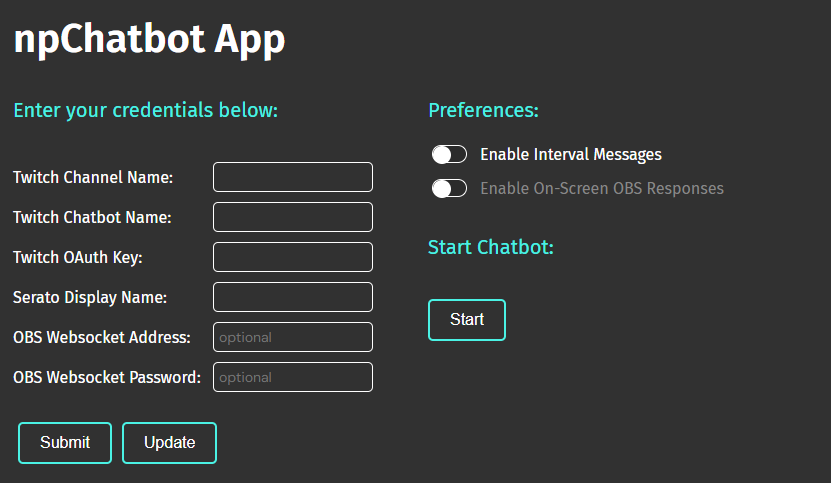 npChatbot App
Enter your credentials below:
Twitch Channel Name:
Twitch Chatbot Name:
Twitch OAuth Key:
Serato Display Name:
OBS Websocket Address: optional
OBS Websocket Password: optional
Submit Update
Preferences:
Enable Interval Messages
Enable On-Screen OBS Responses
Start Chatbot:
Start